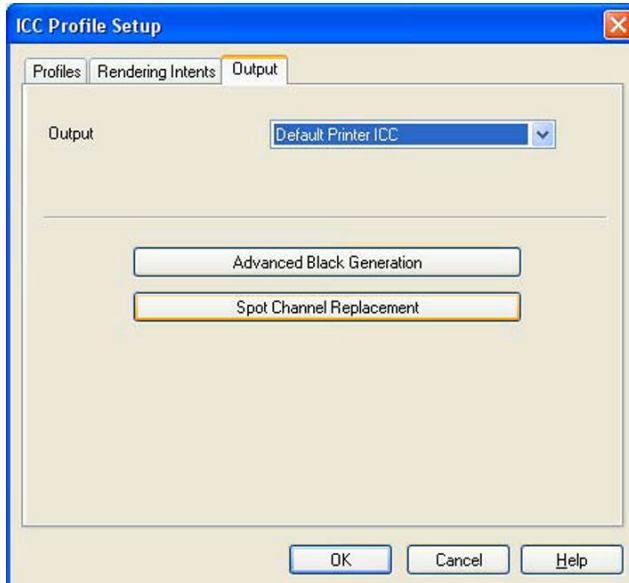 ICC Profile Setup
Profiles Rendering Intents Output
Output Default Printer ICC
Advanced Black Generation
Spot Channel Replacement
OK Cancel Help